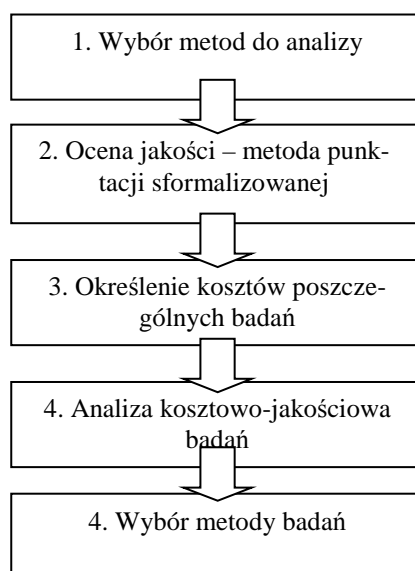 1. Wybór metod do analizy
2. Ocena jakości – metoda punk-
tacji sformalizowanej
3. Określenie kosztów poszcze-
gólnych badań
4. Analiza kosztowo-jakościowa
badań
4. Wybór metody badań